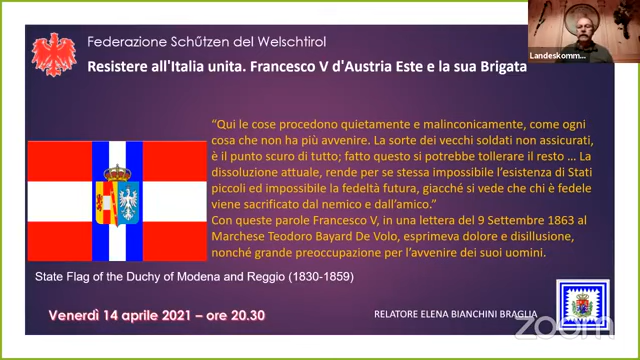 Federazione Schűtzen del Welschtirol
Landeskomm...
Resistere all'Italia unita. Francesco V d'Austria Este e la sua Brigata
“Qui le cose procedono quietamente e malinconicamente, come ogni
cosa che non ha più avvenire. La sorte dei vecchi soldati non assicurati,
è il punto scuro di tutto; fatto questo si potrebbe tollerare il resto … La
dissoluzione attuale, rende per se stessa impossibile l’esistenza di Stati
piccoli ed impossibile la fedeltà futura, giacché si vede che chi è fedele
viene sacrificato dal nemico e dall’amico.”
Con queste parole Francesco V, in una lettera del 9 Settembre 1863 al
Marchese Teodoro Bayard De Volo, esprimeva dolore e disillusione,
nonché grande preoccupazione per l’avvenire dei suoi uomini.
State Flag of the Duchy of Modena and Reggio (1830-1859)
Venerdì 14 aprile 2021 – ore 20.30
RELATORE ELENA BIANCHINI BRAGLIA
zoom